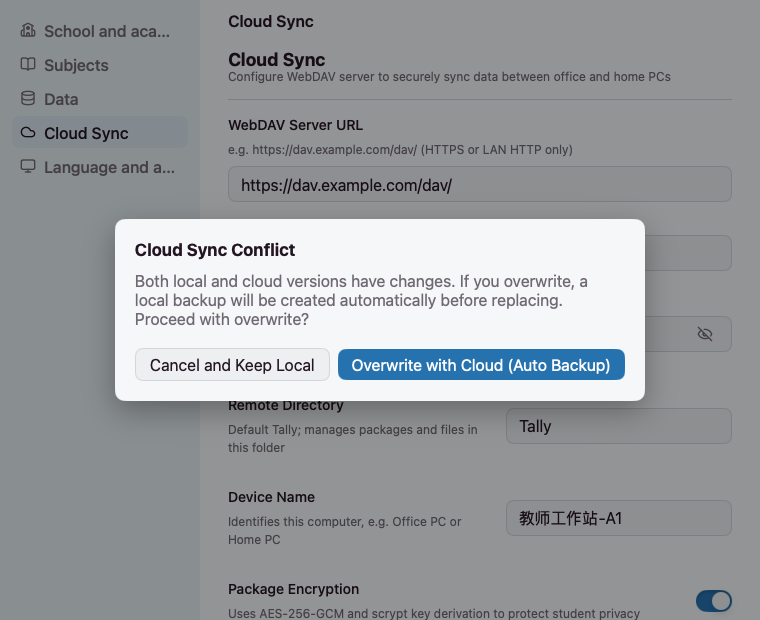 School and aca...
Subjects
Data
Cloud Sync
Language and a...
Cloud Sync
Cloud Sync
Configure WebDAV server to securely sync data between office and home PCs
WebDAV Server URL
e.g. https://dav.example.com/dav/ (HTTPS or LAN HTTP only)
https://dav.example.com/dav/
Cloud Sync Conflict
Both local and cloud versions have changes. If you overwrite, a
local backup will be created automatically before replacing.
Proceed with overwrite?
Cancel and Keep Local
Overwrite with Cloud (Auto Backup)
Remote Directory
Default Tally; manages packages and files in
this folder
Tally
Device Name
Identifies this computer, e.g. Office PC or
Home PC
教师工作站-A1
Package Encryption
Uses AES-256-GCM and scrypt key derivation to protect student privacy